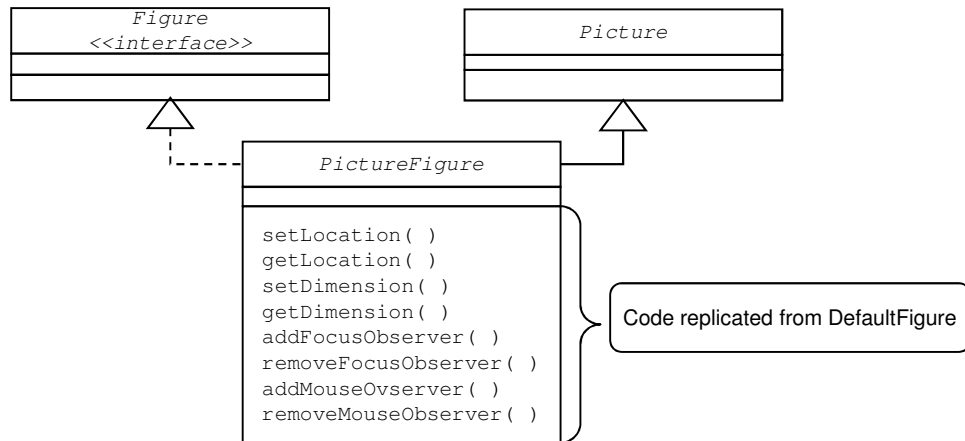 Figure
<<interface>>
Picture
PictureFigure
setLocation( )
getLocation( )
setDimension( )
getDimension( )
addFocusObserver( )
removeFocusObserver( )
addMouseOvserver( )
removeMouseObserver( )
Code replicated from DefaultFigure